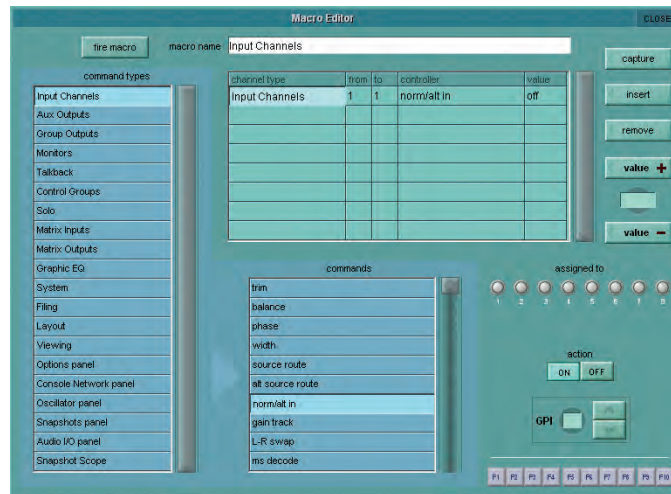 Macro Editor
CLOSE
fire macro
macro name
Input Channels
capture
insert
remove
value +
value –
command types
Input Channels
Aux Outputs
Group Outputs
Monitors
Talkback
Control Groups
Solo
Matrix Inputs
Matrix Outputs
Graphic EQ
System
Filing
Layout
Viewing
Options panel
Console Network panel
Oscillator panel
Snapshots panel
Audio I/O panel
Snapshot Scope
channel type from to controller value
Input Channels 1 1 norm/alt in off
commands
trim
balance
phase
width
source route
alt source route
norm/alt in
gain track
L-R swap
ms decode
assigned to
1 2 3 4 5 6 7 8
action
ON OFF
GPI
F1 F2 F3 F4 F5 F6 F7 F8 F9 F10